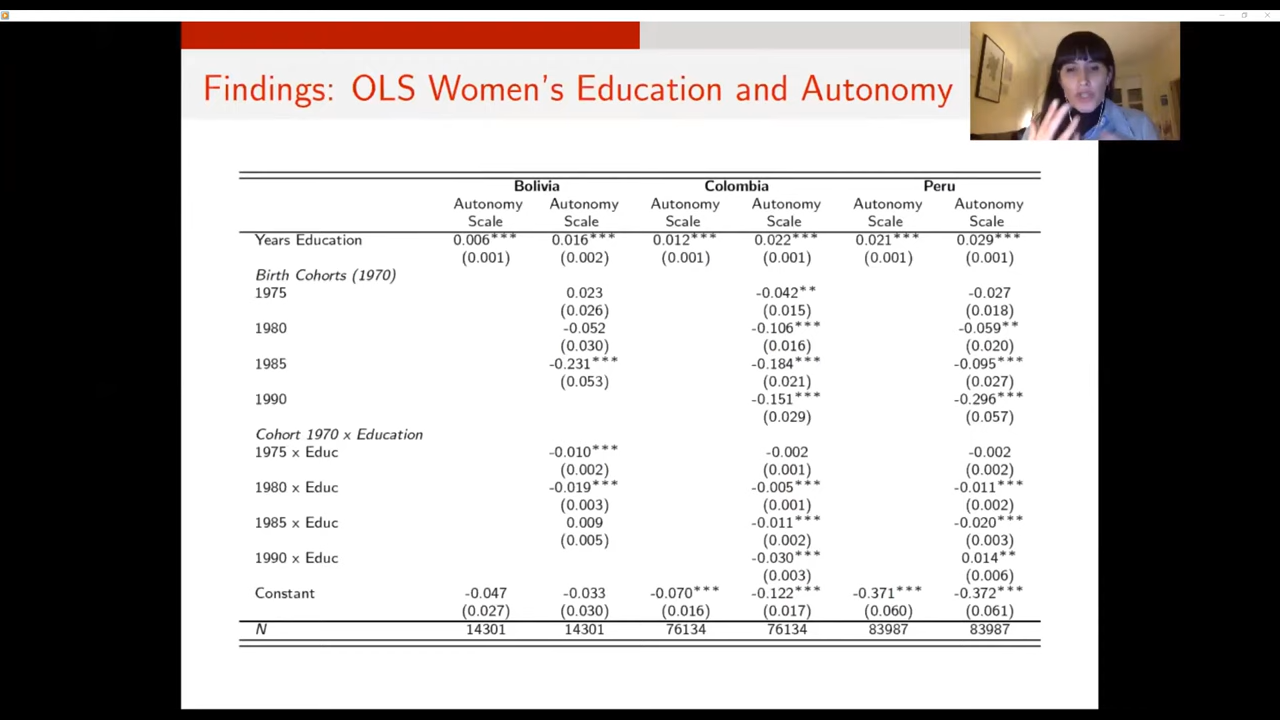 Findings: OLS Women's Education and Autonomy
Bolivia Colombia Peru
Autonomy Autonomy Autonomy Autonomy Autonomy Autonomy
Scale Scale Scale Scale Scale Scale
Years Education 0.006*** 0.016*** 0.012*** 0.022*** 0.021*** 0.029***
(0.001) (0.002) (0.001) (0.001) (0.001) (0.001)
Birth Cohorts (1970)
1975 0.023 -0.042** -0.027
(0.026) (0.015) (0.018)
1980 -0.052 -0.106*** -0.059**
(0.030) (0.016) (0.020)
1985 -0.231*** -0.184*** -0.095***
(0.053) (0.021) (0.027)
1990 -0.151*** -0.296***
(0.029) (0.057)
Cohort 1970 x Education
1975 x Educ -0.010*** -0.002 -0.002
(0.002) (0.001) (0.002)
1980 x Educ -0.019*** -0.005*** -0.011***
(0.003) (0.001) (0.002)
1985 x Educ 0.009 -0.011*** -0.020***
(0.005) (0.002) (0.003)
1990 x Educ -0.030*** 0.014**
(0.003) (0.006)
Constant -0.047 -0.033 -0.070*** -0.122*** -0.371*** -0.372***
(0.027) (0.030) (0.016) (0.017) (0.060) (0.061)
N 14301 14301 76134 76134 83987 83987